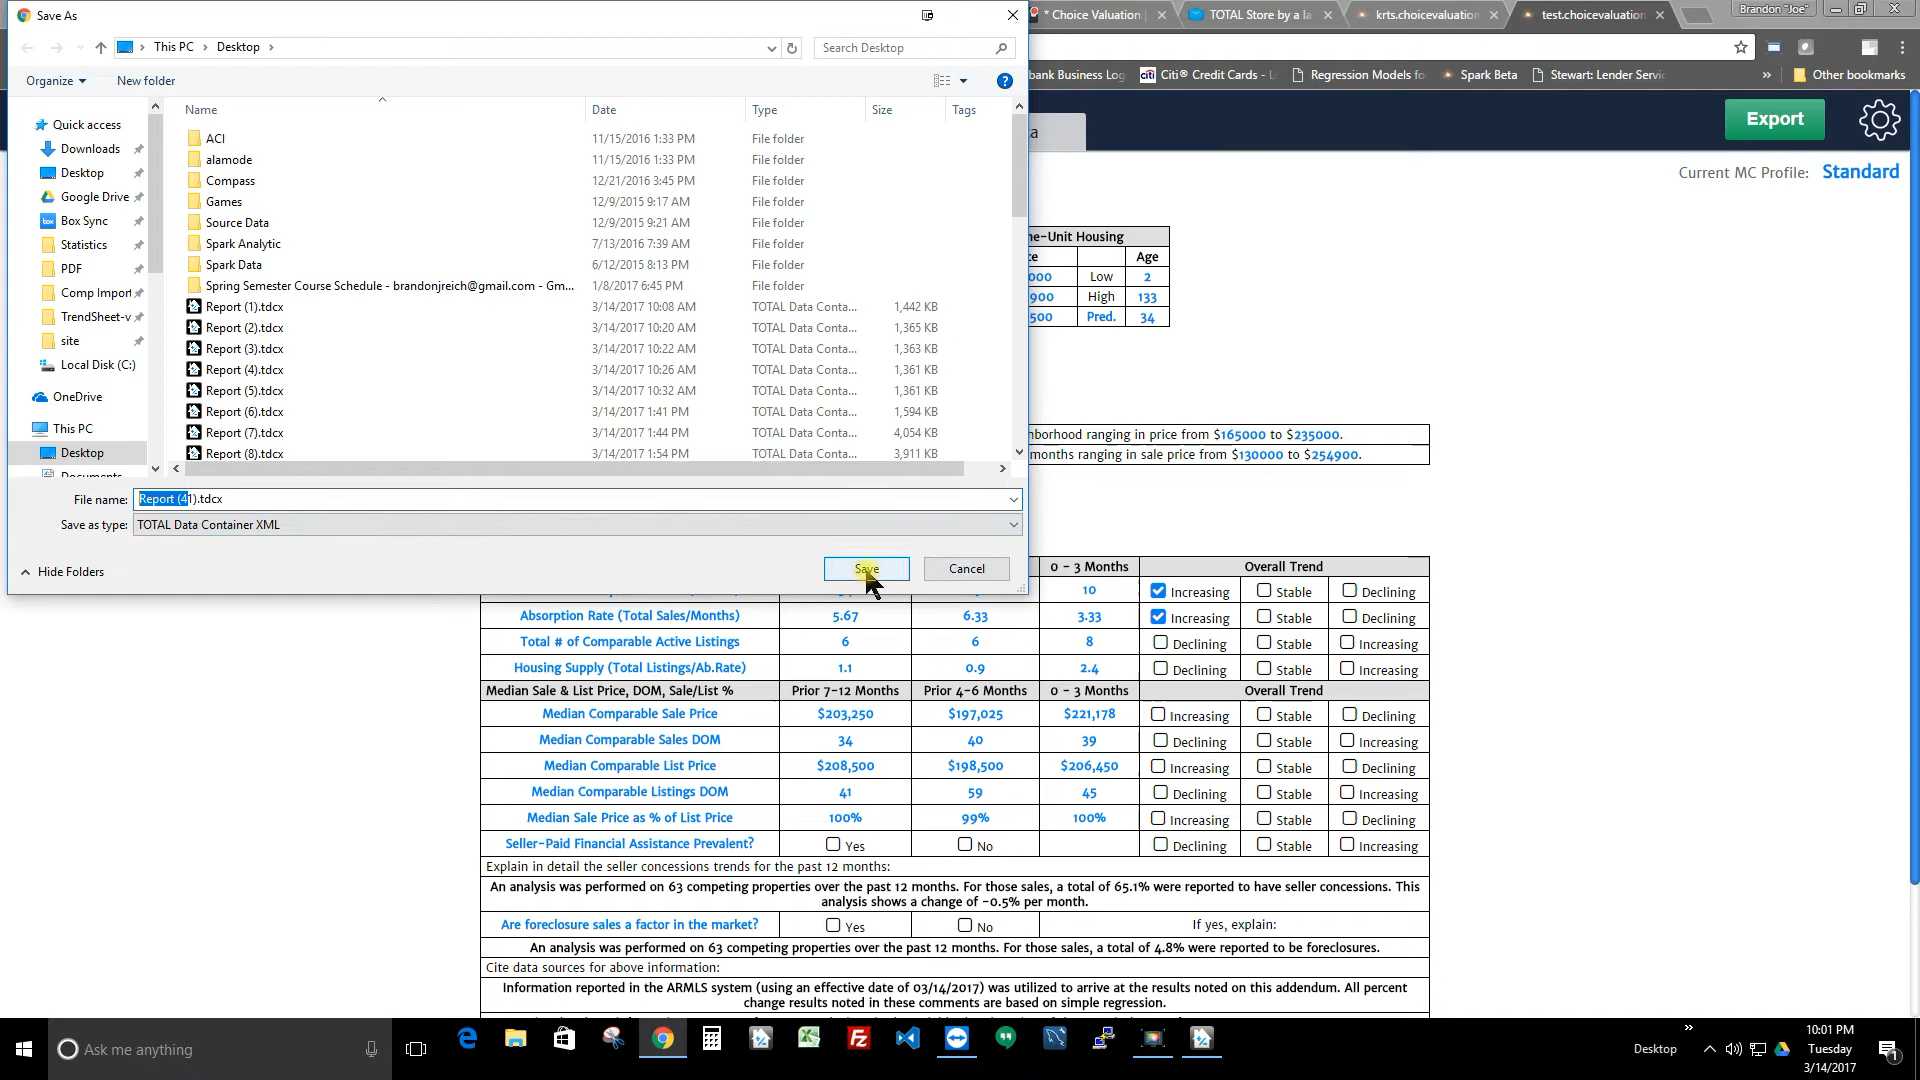 Save As
* Choice Valuation
TOTAL Store by a la
krts.choicevaluation
test.choicevaluation
Brandon "Joe"
This PC > Desktop >
Search Desktop
bank Business Log
citi Citi® Credit Cards - L
Regression Models fo
Spark Beta
Stewart: Lender Servic
»
Other bookmarks
Organize
New folder
Name
Date
Type
Size
Tags
Export
Quick access
Downloads
Desktop
Google Drive
box Box Sync
Statistics
PDF
Comp Import
TrendSheet-v
site
Local Disk (C:)
OneDrive
This PC
Desktop
ACI 11/15/2016 1:33 PM File folder
alamode 11/15/2016 1:33 PM File folder
Compass 12/21/2016 3:45 PM File folder
Games 12/9/2015 9:17 AM File folder
Source Data 12/9/2015 9:21 AM File folder
Spark Analytic 7/13/2016 7:39 AM File folder
Spark Data 6/12/2015 8:13 PM File folder
Spring Semester Course Schedule - brandonjreich@gmail.com - Gm... 1/8/2017 6:45 PM File folder
Report (1).tdcx 3/14/2017 10:08 AM TOTAL Data Conta... 1,442 KB
Report (2).tdcx 3/14/2017 10:20 AM TOTAL Data Conta... 1,365 KB
Report (3).tdcx 3/14/2017 10:22 AM TOTAL Data Conta... 1,363 KB
Report (4).tdcx 3/14/2017 10:26 AM TOTAL Data Conta... 1,361 KB
Report (5).tdcx 3/14/2017 10:32 AM TOTAL Data Conta... 1,361 KB
Report (6).tdcx 3/14/2017 1:41 PM TOTAL Data Conta... 1,594 KB
Report (7).tdcx 3/14/2017 1:44 PM TOTAL Data Conta... 4,054 KB
Report (8).tdcx 3/14/2017 1:54 PM TOTAL Data Conta... 3,911 KB
File name: Report (41).tdcx
Save as type: TOTAL Data Container XML
Hide Folders
Save
Cancel
Current MC Profile: Standard
ne-Unit Housing
ce Age
000 Low 2
900 High 133
500 Pred. 34
hborhood ranging in price from $165000 to $235000.
months ranging in sale price from $130000 to $254900.
0 - 3 Months Overall Trend
10 Increasing Stable Declining
Absorption Rate (Total Sales/Months) 5.67 6.33 3.33 Increasing Stable Declining
Total # of Comparable Active Listings 6 6 8 Declining Stable Increasing
Housing Supply (Total Listings/Ab.Rate) 1.1 0.9 2.4 Declining Stable Increasing
Median Sale & List Price, DOM, Sale/List % Prior 7-12 Months Prior 4-6 Months 0 - 3 Months Overall Trend
Median Comparable Sale Price $203,250 $197,025 $221,178 Increasing Stable Declining
Median Comparable Sales DOM 34 40 39 Declining Stable Increasing
Median Comparable List Price $208,500 $198,500 $206,450 Increasing Stable Declining
Median Comparable Listings DOM 41 59 45 Declining Stable Increasing
Median Sale Price as % of List Price 100% 99% 100% Increasing Stable Declining
Seller-Paid Financial Assistance Prevalent? Yes No Declining Stable Increasing
Explain in detail the seller concessions trends for the past 12 months:
An analysis was performed on 63 competing properties over the past 12 months. For those sales, a total of 65.1% were reported to have seller concessions. This
analysis shows a change of -0.5% per month.
Are foreclosure sales a factor in the market? Yes No If yes, explain:
An analysis was performed on 63 competing properties over the past 12 months. For those sales, a total of 4.8% were reported to be foreclosures.
Cite data sources for above information:
Information reported in the ARMLS system (using an effective date of 03/14/2017) was utilized to arrive at the results noted on this addendum. All percent
change results noted in these comments are based on simple regression.
Ask me anything
Desktop
»
10:01 PM
Tuesday
3/14/2017
1